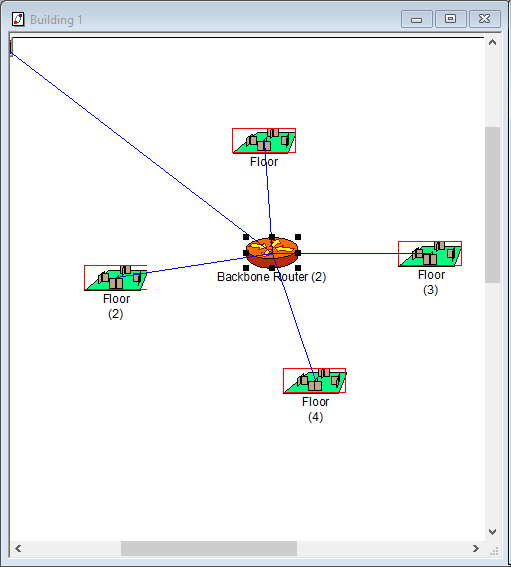 Building 1
Floor
Backbone Router (2)
Floor
(3)
Floor
(2)
Floor
(4)